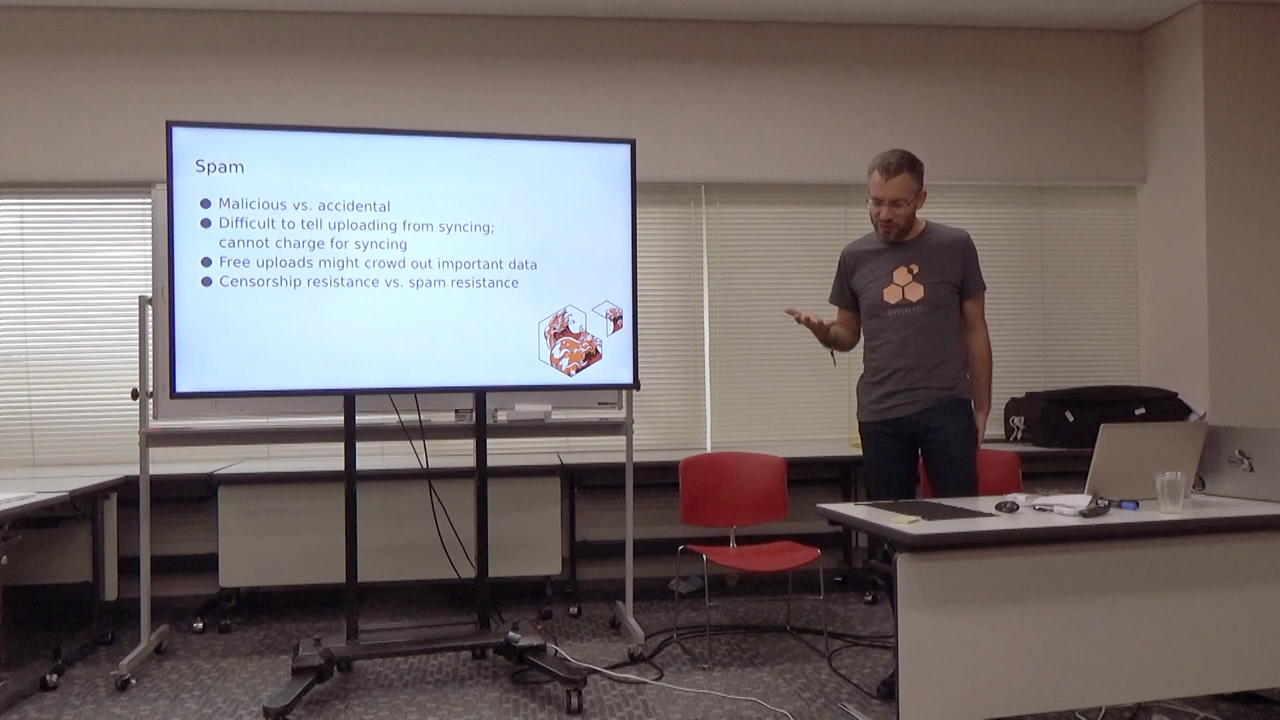 Spam
● Malicious vs. accidental
● Difficult to tell uploading from syncing;
cannot charge for syncing
● Free uploads might crowd out important data
● Censorship resistance vs. spam resistance
SWARM